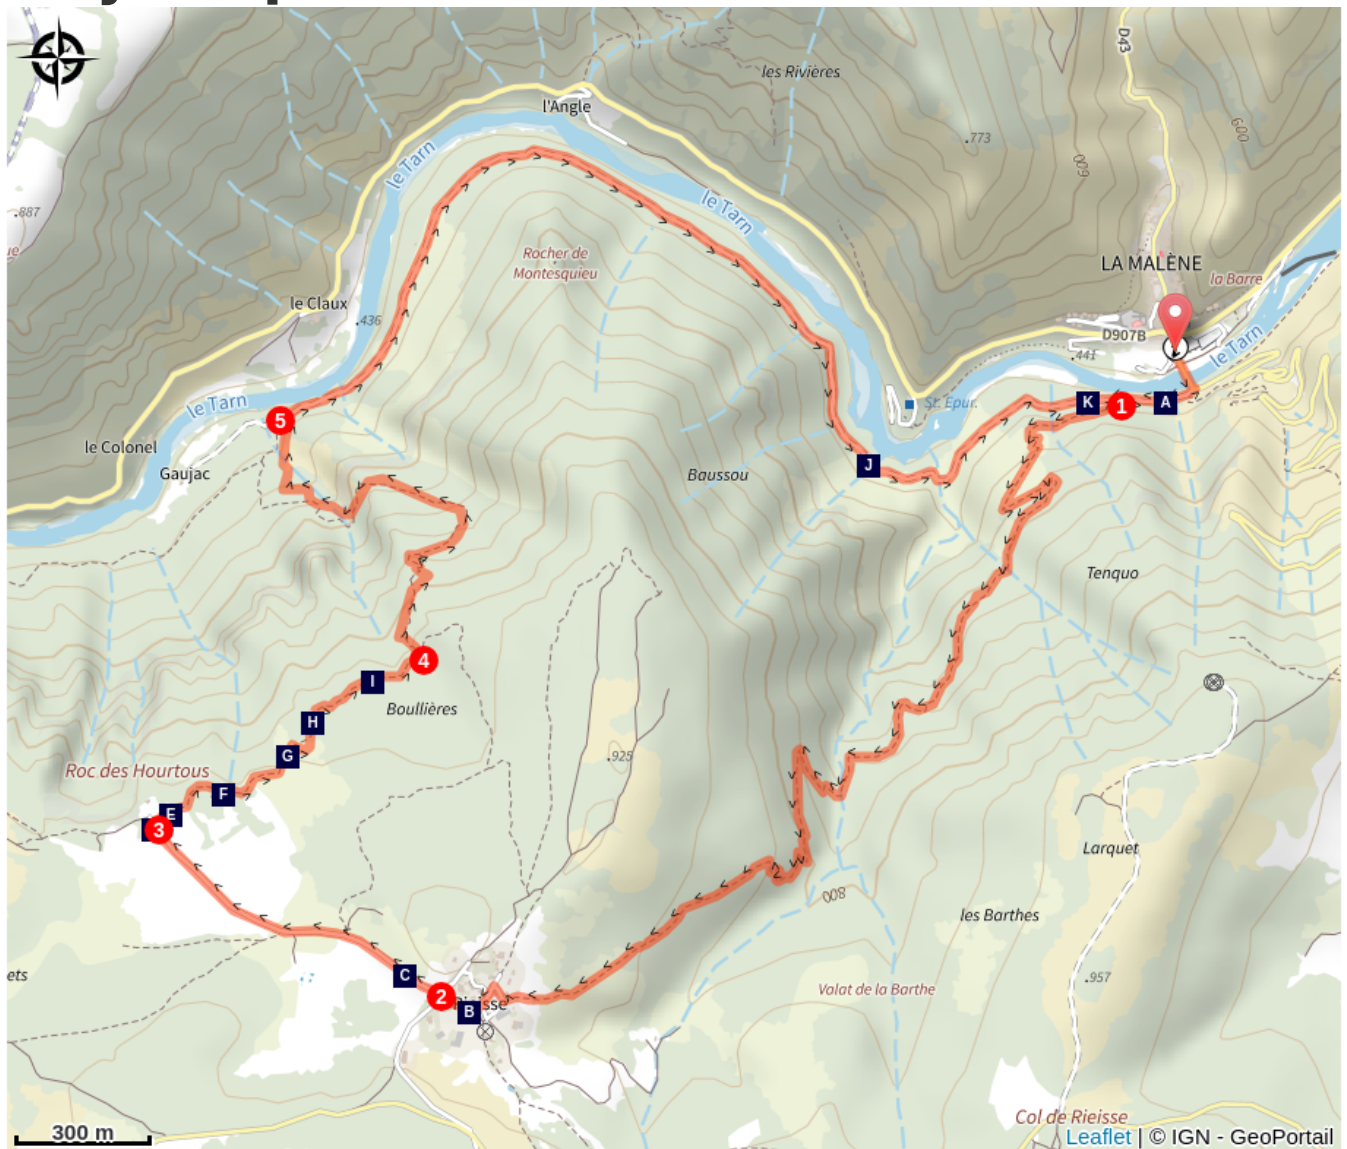 D43
les Rivières
l'Angle
600
.773
600
le Tarn
le Tarn
.887
LA MALÈNE
Rocher de
Montesquieu
la Barre
le Claux
.436
D907B
le Tarn
.441
le Tarn
St. Epur.
K
1
A
5
le Colonel
Gaujac
J
Baussou
Tenquo
4
I
Boullières
H
G
.925
Roc des Hourtous
F
E
3
Larquet
800
les Barthes
ets
C
.957
Volat de la Barthe
2
B
Col de Rieisse
300 m
Leaflet | © IGN - GeoPortail